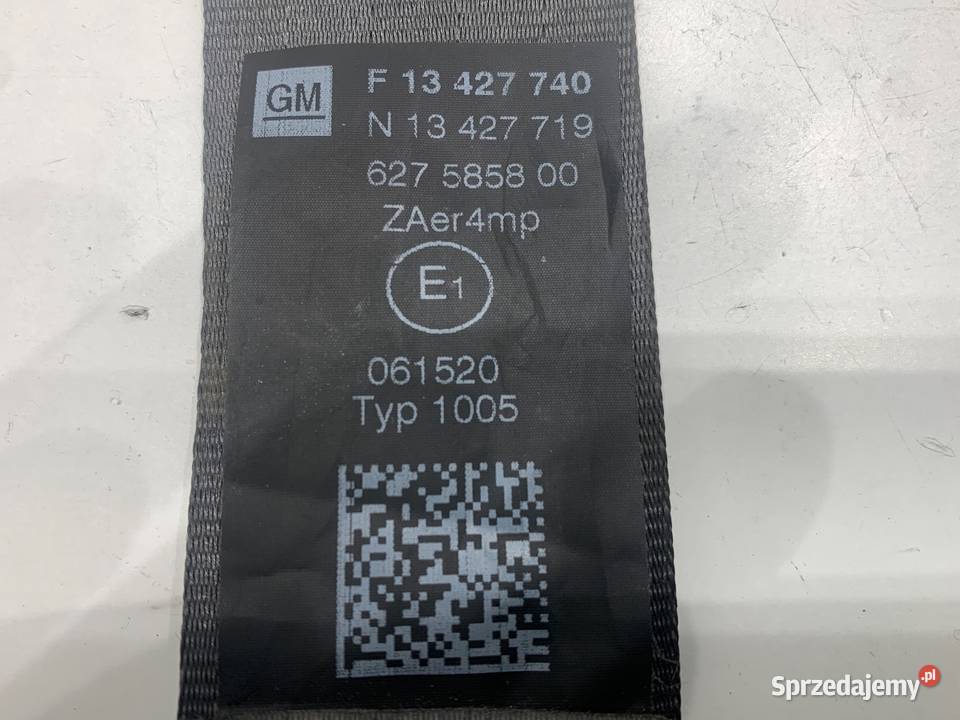 GM
F 13 427 740
N 13 427 719
627 5858 00
ZAer4mp
E1
061520
Typ 1005
Sprzedajemy.pl